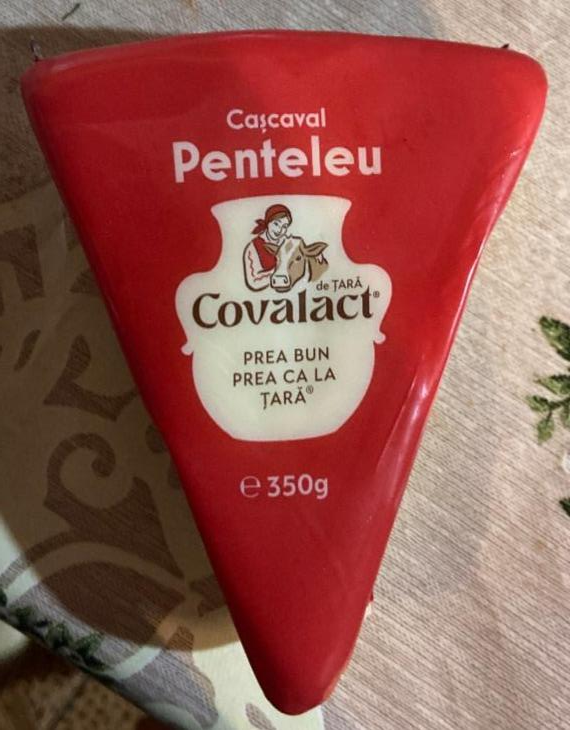 Cașcaval
Penteleu
de ȚARĂ
Covalact®
PREA BUN
PREA CA LA
ȚARĂ®
℮ 350g